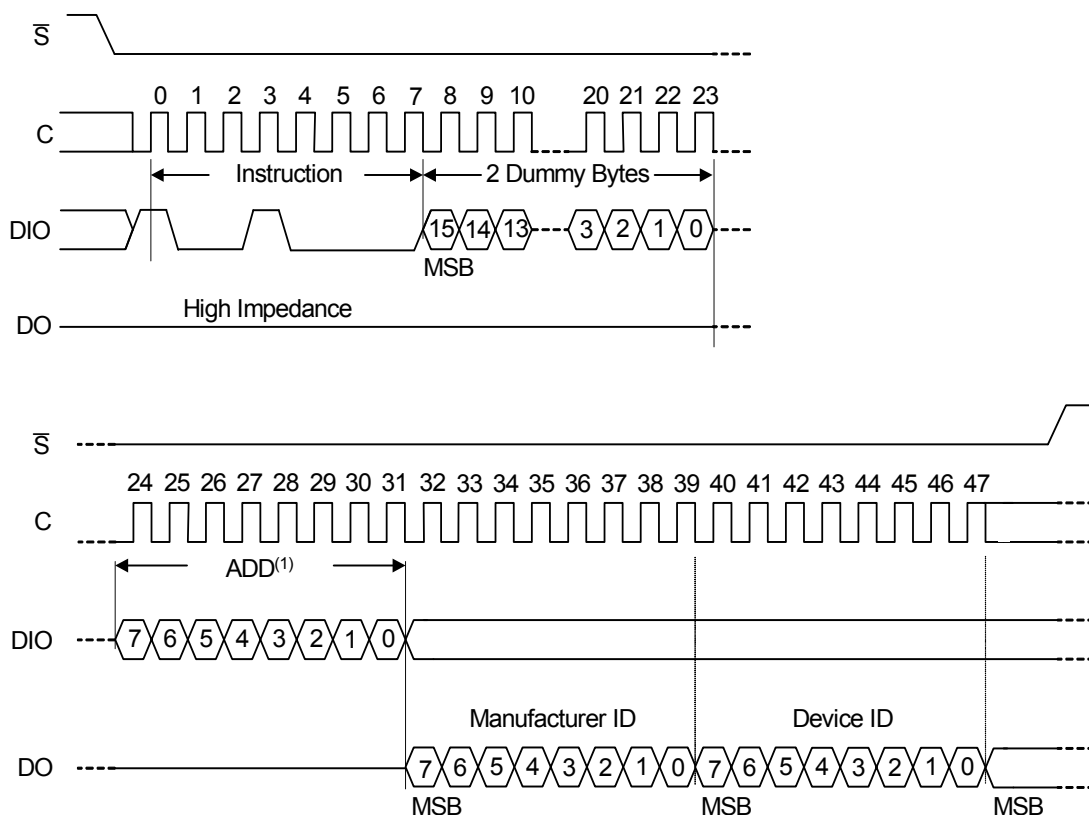 S
0 1 2 3 4 5 6 7 8 9 10 20 21 22 23
C
Instruction 2 Dummy Bytes
DIO 15 14 13 3 2 1 0
MSB
High Impedance
DO
S
24 25 26 27 28 29 30 31 32 33 34 35 36 37 38 39 40 41 42 43 44 45 46 47
C
ADD(1)
DIO 7 6 5 4 3 2 1 0
Manufacturer ID Device ID
DO 7 6 5 4 3 2 1 0 7 6 5 4 3 2 1 0
MSB MSB MSB